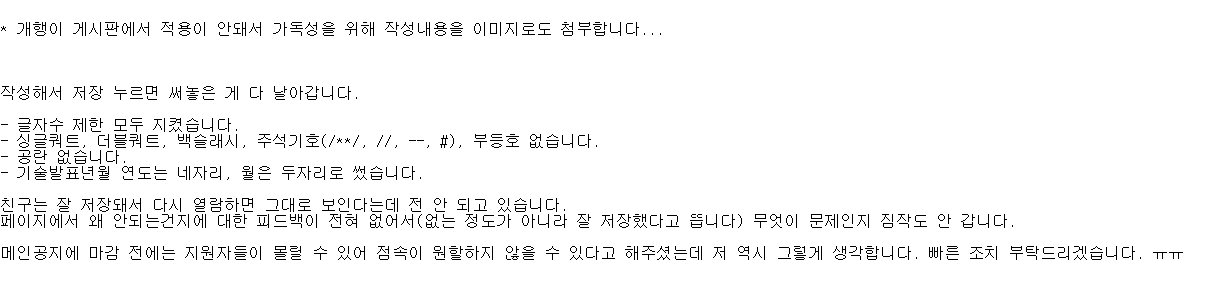 * 개행이 게시판에서 적용이 안돼서 가독성을 위해 작성내용을 이미지로도 첨부합니다...
작성해서 저장 누르면 써놓은 게 다 날아갑니다.
- 글자수 제한 모두 지켰습니다.
- 싱글쿼트, 더블쿼트, 백슬래시, 주석기호(/**/, //, --, #), 부등호 없습니다.
- 공란 없습니다.
- 기술발표년월 연도는 네자리, 월은 두자리로 썼습니다.
친구는 잘 저장돼서 다시 열람하면 그대로 보인다는데 전 안 되고 있습니다.
페이지에서 왜 안되는건지에 대한 피드백이 전혀 없어서(없는 정도가 아니라 잘 저장했다고 뜹니다) 무엇이 문제인지 짐작도 안 갑니다.
메인공지에 마감 전에는 지원자들이 몰렬 수 있어 접속이 원할하지 않을 수 있다고 해주셨는데 저 역시 그렇게 생각합니다. 빠른 조치 부탁드리겠습니다. ㅠㅠ